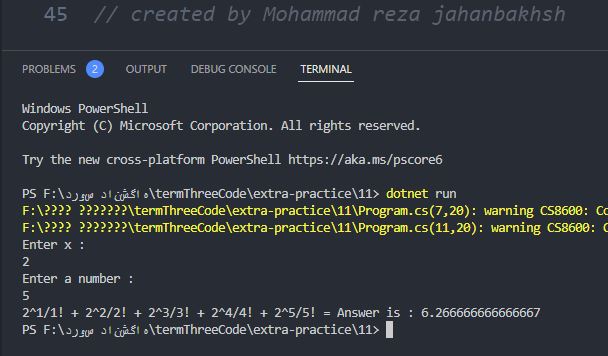 45 // created by Mohammad reza jahanbakhsh
PROBLEMS 2 OUTPUT DEBUG CONSOLE TERMINAL
Windows PowerShell
Copyright (C) Microsoft Corporation. All rights reserved.
Try the new cross-platform PowerShell https://aka.ms/pscore6
PS F:\دروس دانشگاه\termThreeCode\extra-practice\11> dotnet run
F:\???? ???????\termThreeCode\extra-practice\11\Program.cs(7,20): warning CS8600: Co
F:\???? ???????\termThreeCode\extra-practice\11\Program.cs(11,20): warning CS8600: C
Enter x :
2
Enter a number :
5
2^1/1! + 2^2/2! + 2^3/3! + 2^4/4! + 2^5/5! = Answer is : 6.266666666666667
PS F:\دروس دانشگاه\termThreeCode\extra-practice\11>